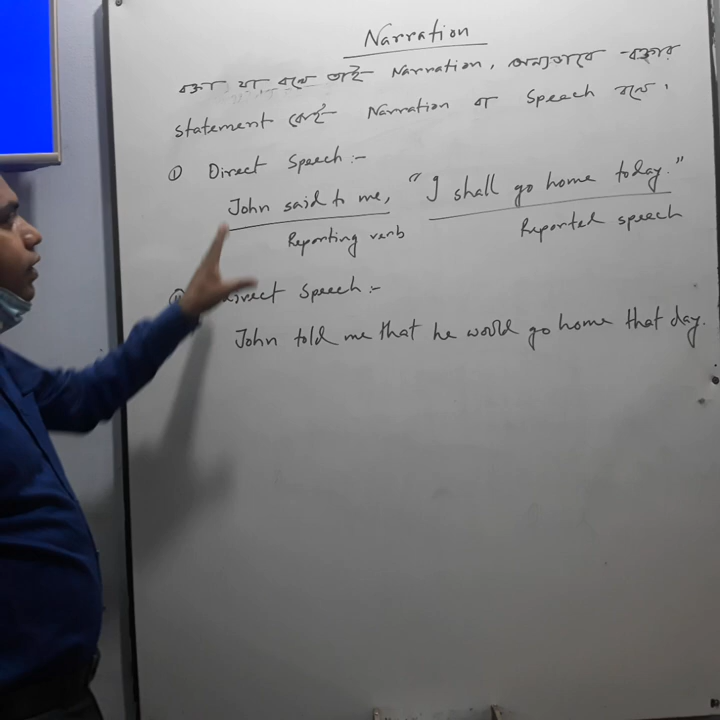 Narration
বক্তা যা বলে তাই Narration, অন্যভাবে বক্তার
statement কেই Narration বা Speech বলে।
① Direct Speech :-
John said to me, "I shall go home today."
Reporting verb Reported speech
direct Speech :-
John told me that he would go home that day.